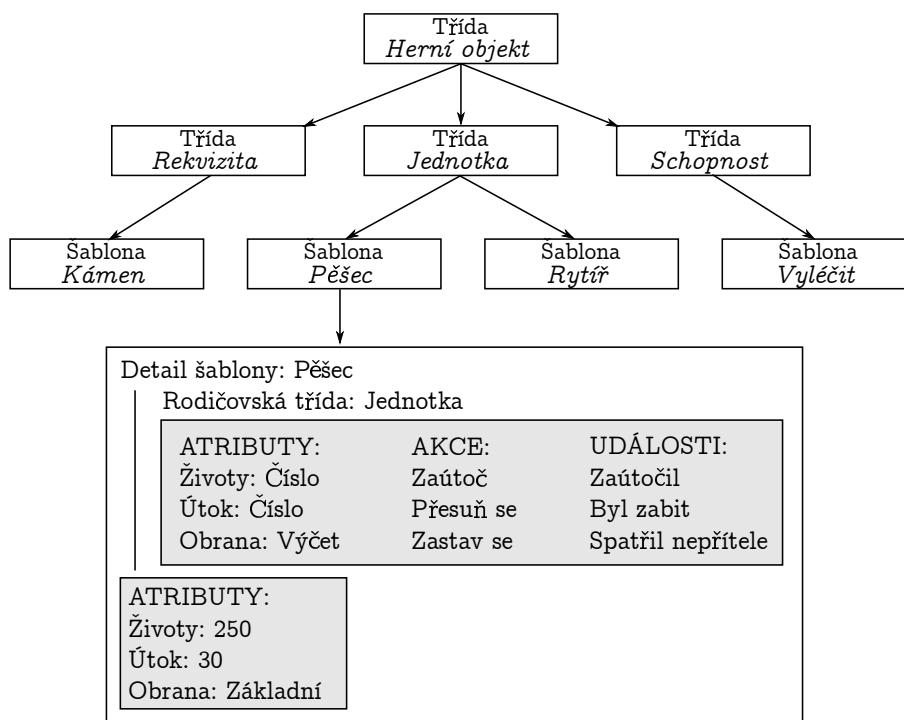 Třída
Herní objekt
Třída
Rekvizita
Třída
Jednotka
Třída
Schopnost
Šablona
Kámen
Šablona
Pěšec
Šablona
Rytíř
Šablona
Vyléčit
Detail šablony: Pěšec
Rodičovská třída: Jednotka
ATRIBUTY:
Životy: Číslo
Útok: Číslo
Obrana: Výčet
AKCE:
Zaútoč
Přesuň se
Zastav se
UDÁLOSTI:
Zaútočil
Byl zabit
Spatřil nepřítele
ATRIBUTY:
Životy: 250
Útok: 30
Obrana: Základní